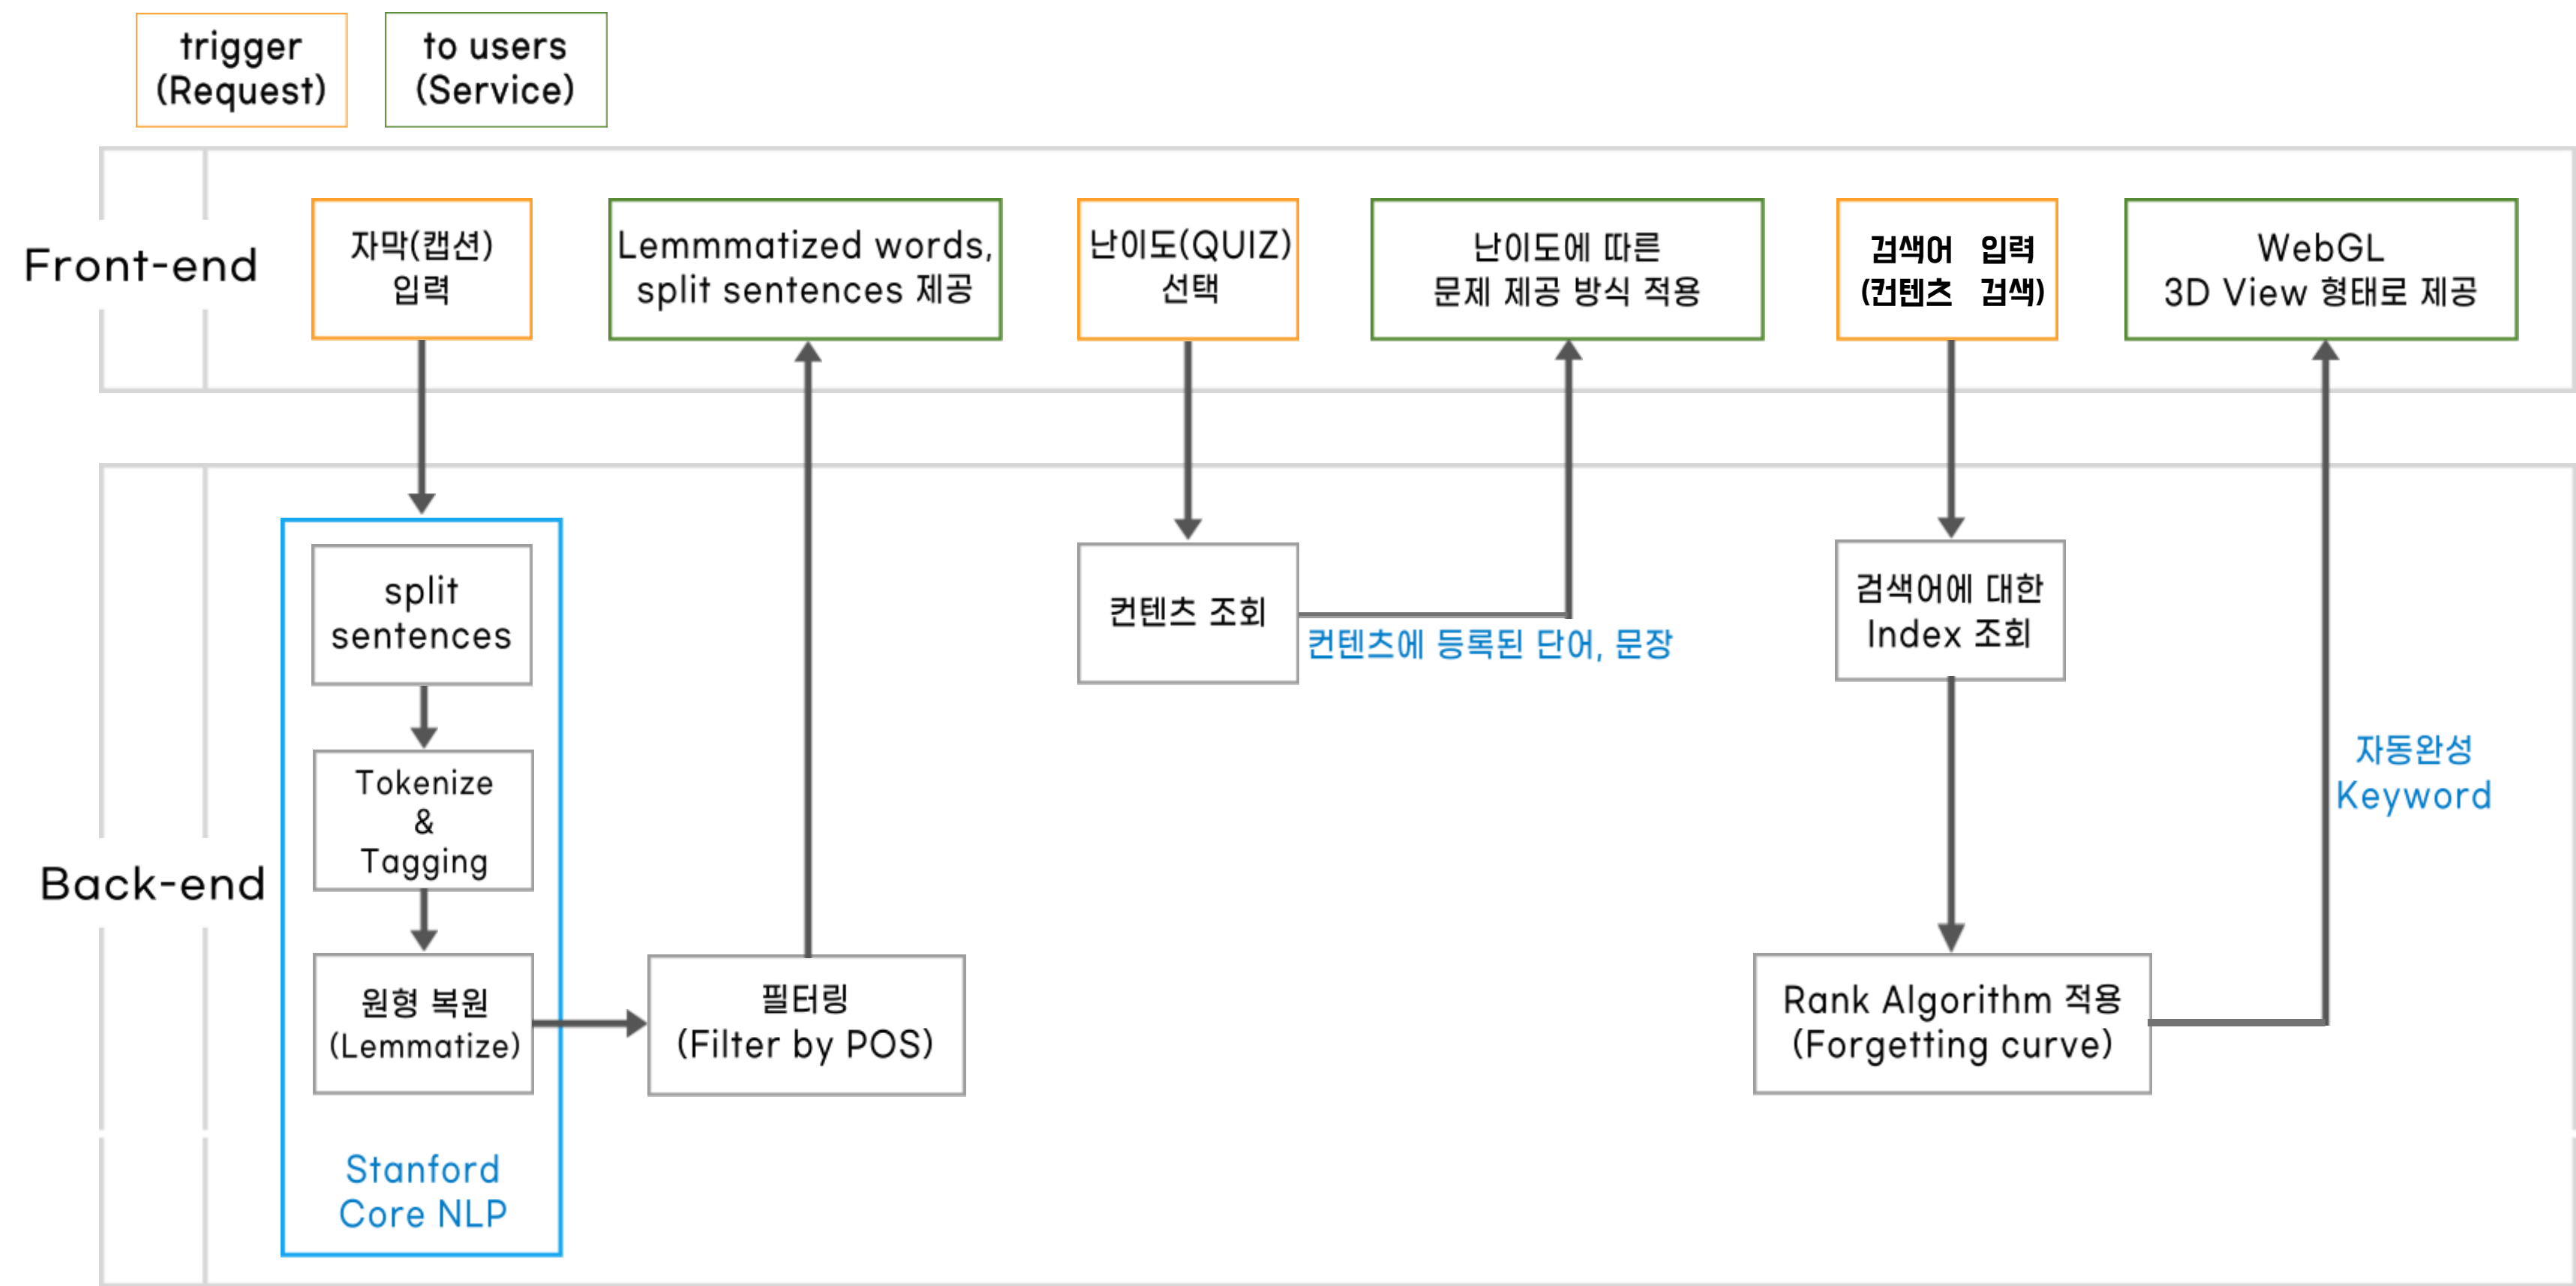 trigger
(Request)
to users
(Service)
Front-end
자막(캡션)
입력
Lemmmatized words,
split sentences 제공
난이도(QUIZ)
선택
난이도에 따른
문제 제공 방식 적용
검색어 입력
(컨텐츠 검색)
WebGL
3D View 형태로 제공
Back-end
split
sentences
Tokenize
&
Tagging
원형 복원
(Lemmatize)
Stanford
Core NLP
필터링
(Filter by POS)
컨텐츠 조회
컨텐츠에 등록된 단어, 문장
검색어에 대한
Index 조회
Rank Algorithm 적용
(Forgetting curve)
자동완성
Keyword